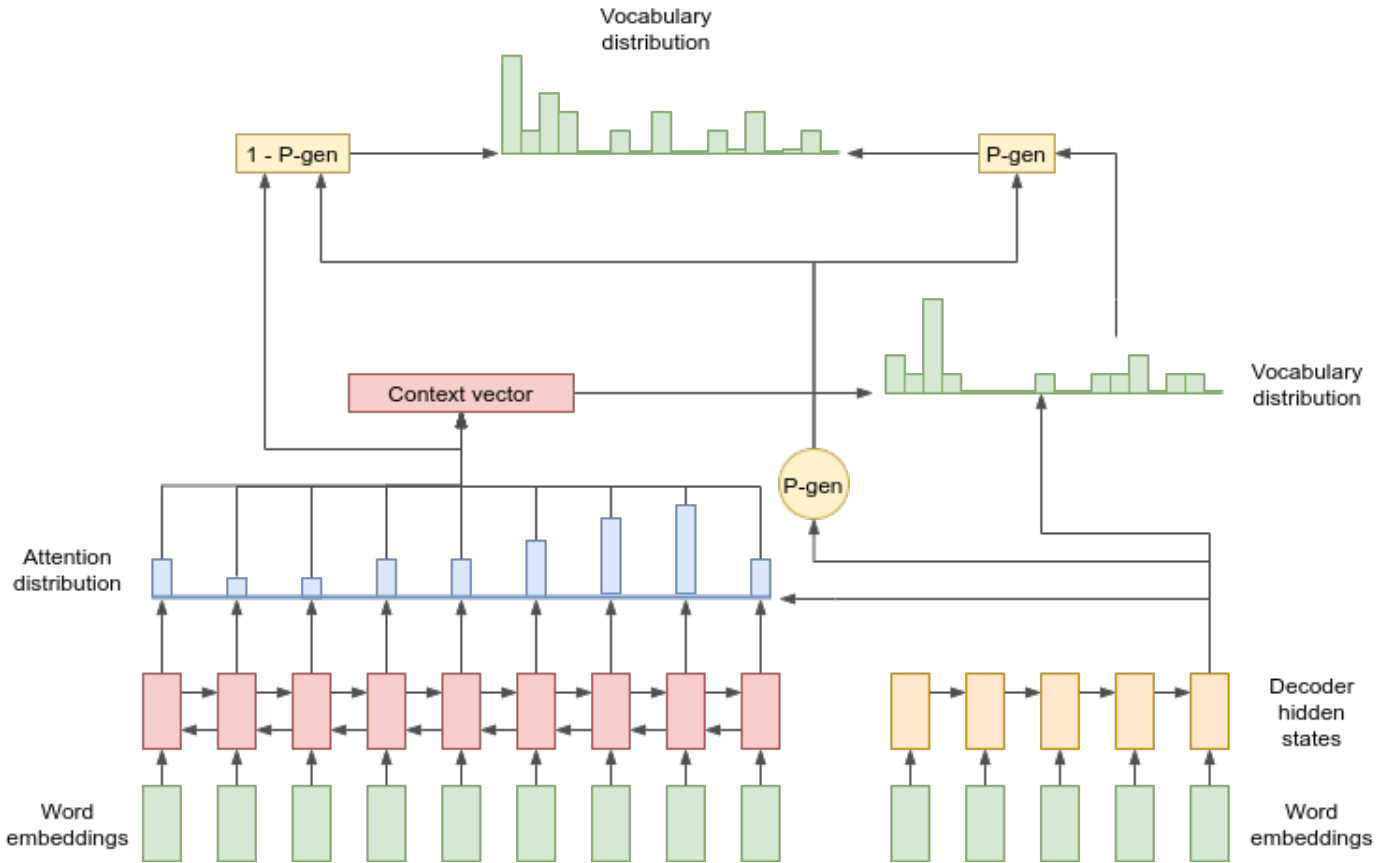 Vocabulary
distribution
1 - P-gen
P-gen
Context vector
Vocabulary
distribution
P-gen
Attention
distribution
Decoder
hidden
states
Word
embeddings
Word
embeddings